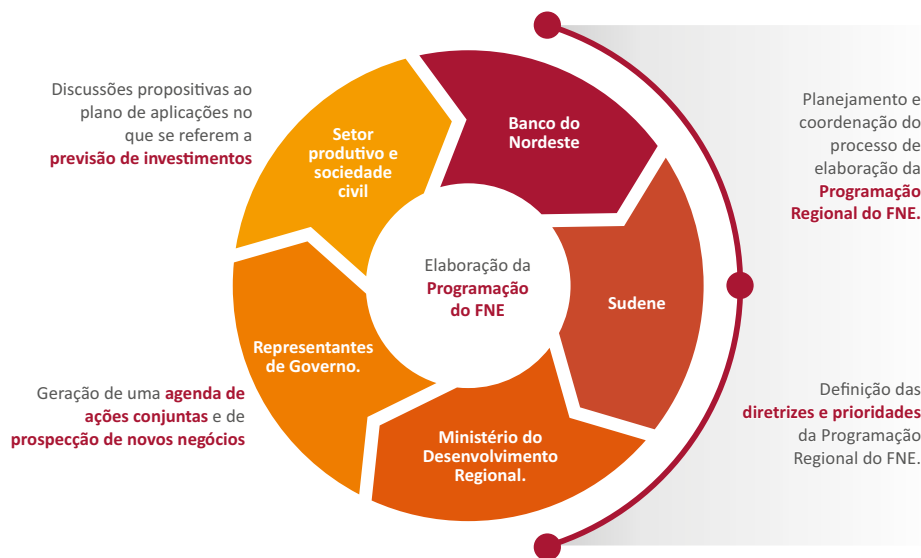 Discussões propositivas ao
plano de aplicações no
que se referem a
previsão de investimentos
Setor
produtivo e
sociedade
civil
Banco do
Nordeste
Planejamento e
coordenação do
processo de
elaboração da
Programação
Regional do FNE.
Elaboração da
Programação
do FNE
Sudene
Representantes
de Governo.
Geração de uma agenda de
ações conjuntas e de
prospecção de novos negócios
Ministério do
Desenvolvimento
Regional.
Definição das
diretrizes e prioridades
da Programação
Regional do FNE.